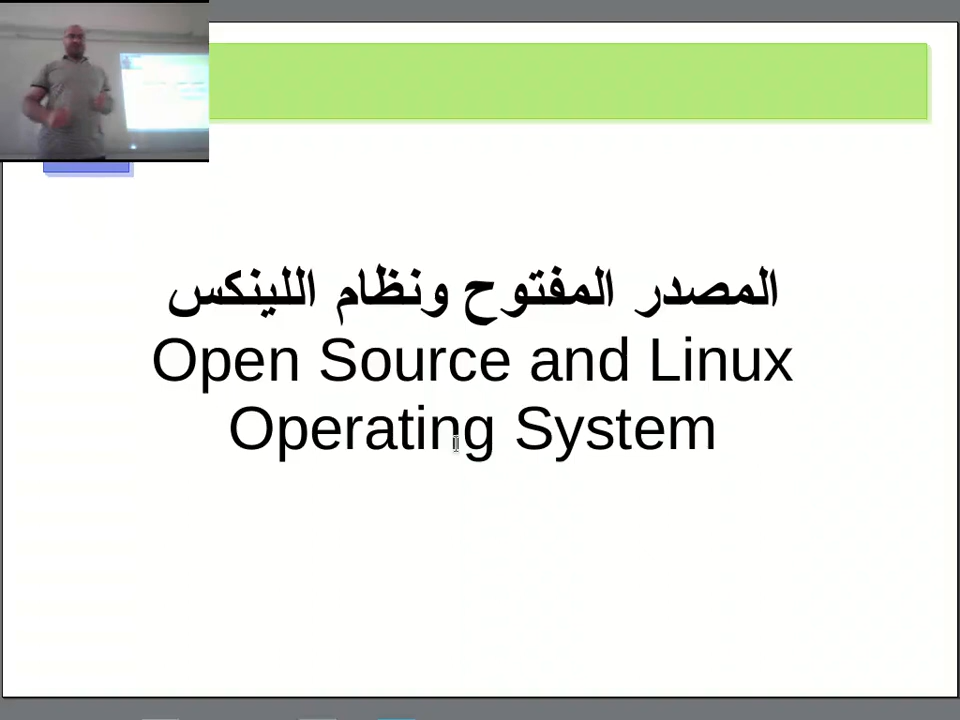 المصدر المفتوح ونظام اللينكس
Open Source and Linux
Operating System